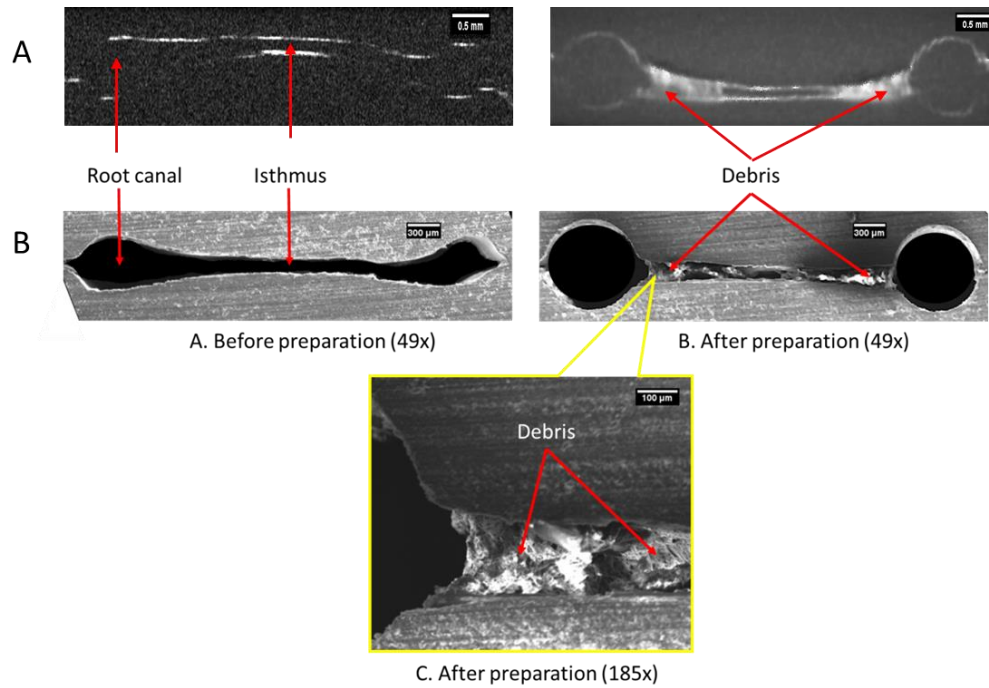 A
0.5 mm
0.5 mm
Root canal
Isthmus
Debris
B
300 µm
300 µm
A. Before preparation (49x)
B. After preparation (49x)
100 µm
Debris
C. After preparation (185x)